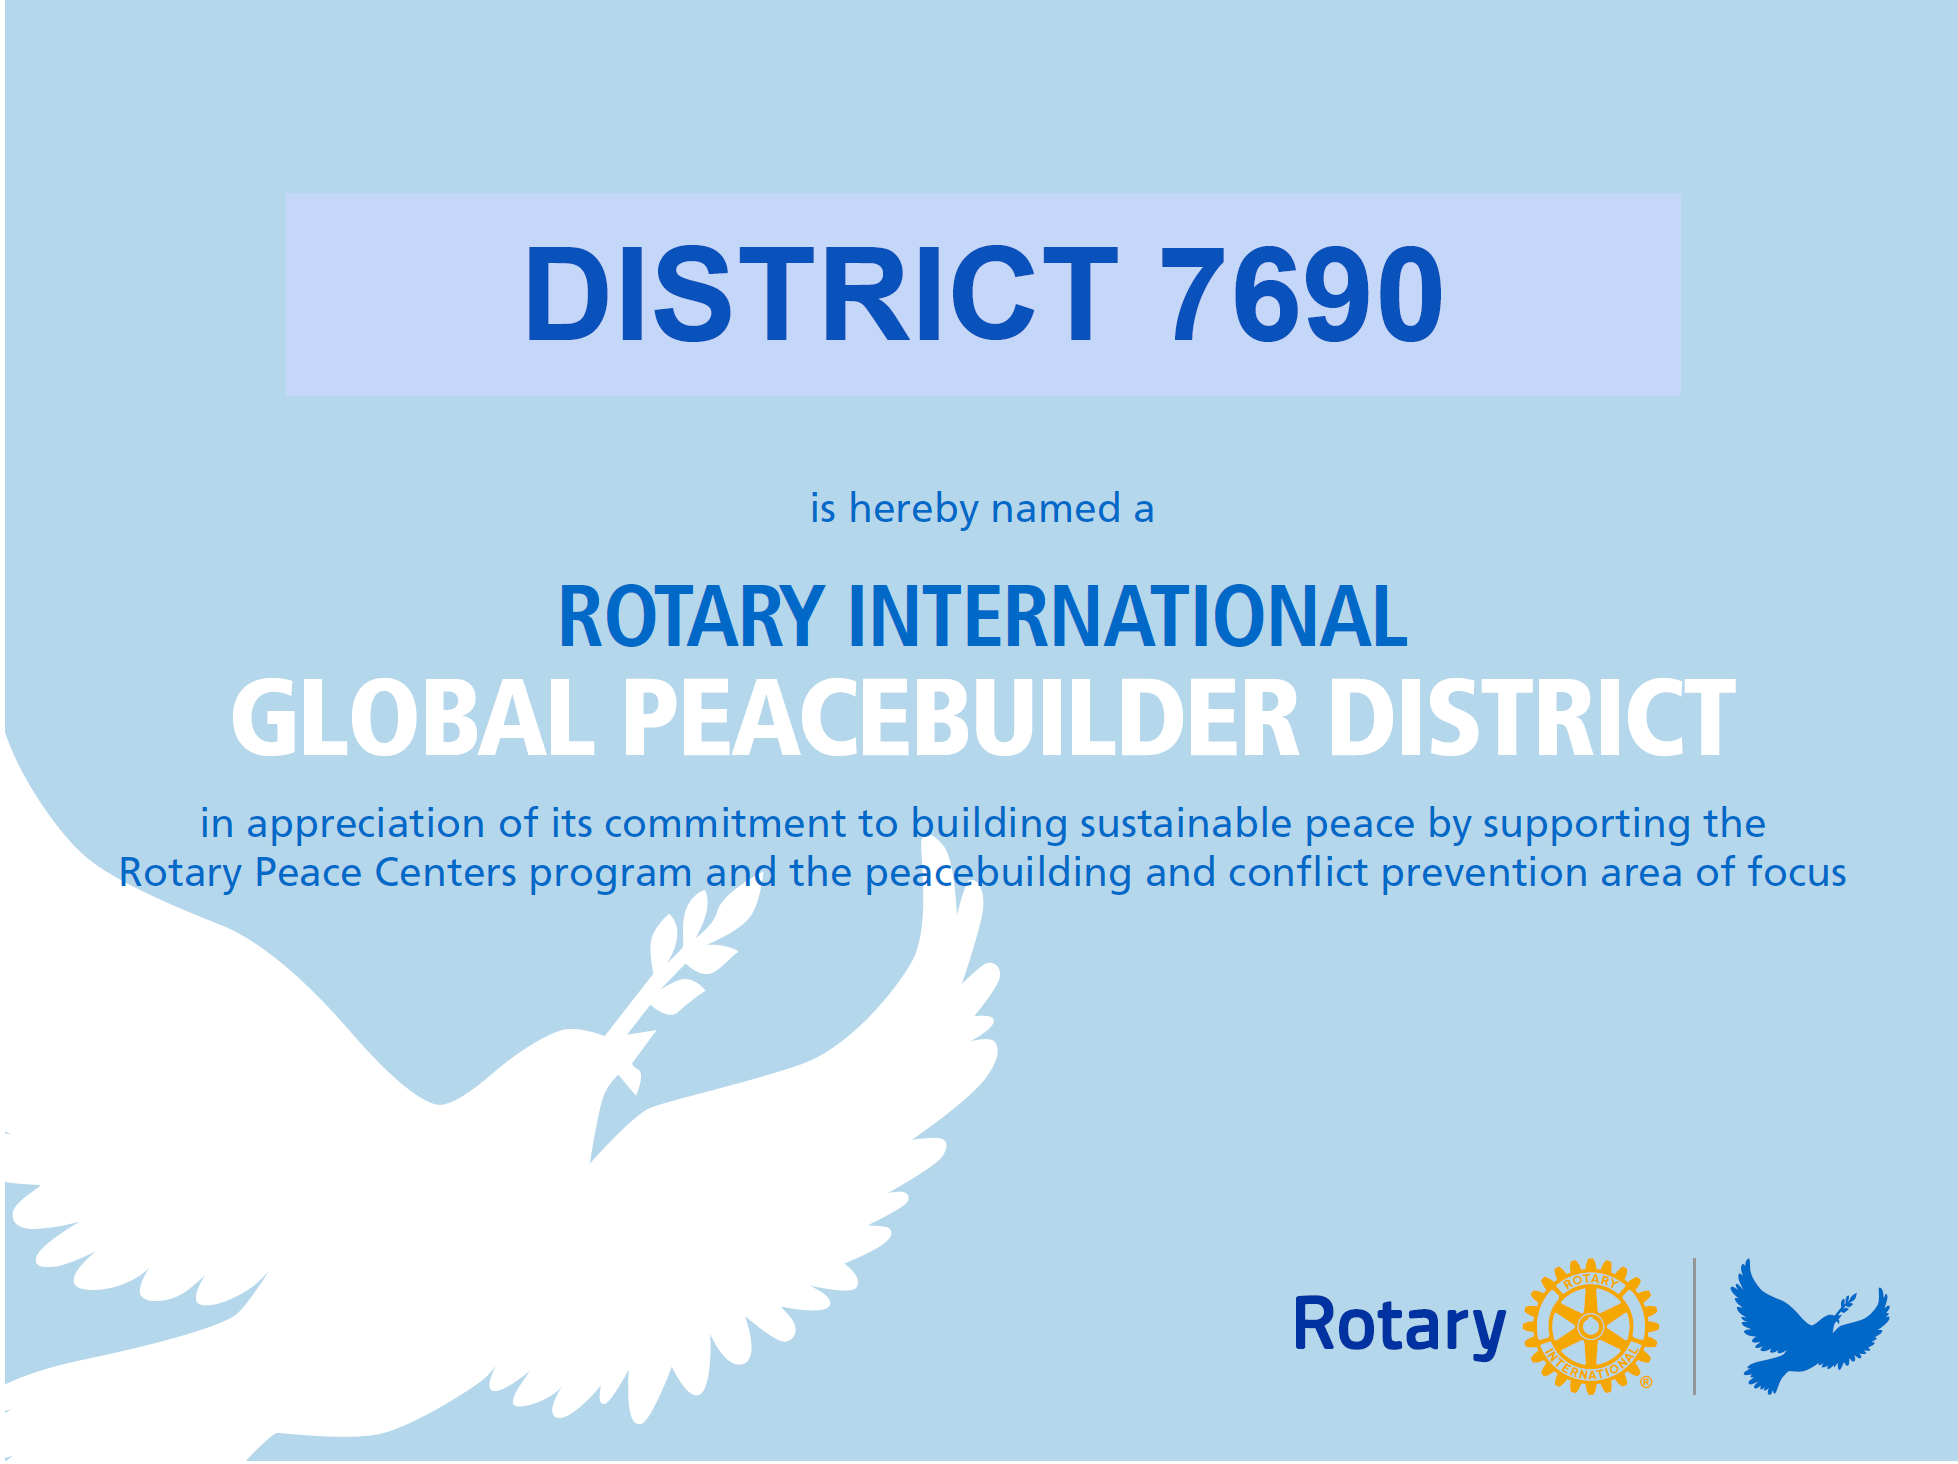 DISTRICT 7690
is hereby named a
ROTARY INTERNATIONAL
GLOBAL PEACEBUILDER DISTRICT
in appreciation of its commitment to building sustainable peace by supporting the
Rotary Peace Centers program and the peacebuilding and conflict prevention area of focus
Rotary
ROTARY
INTERNATIONAL
®